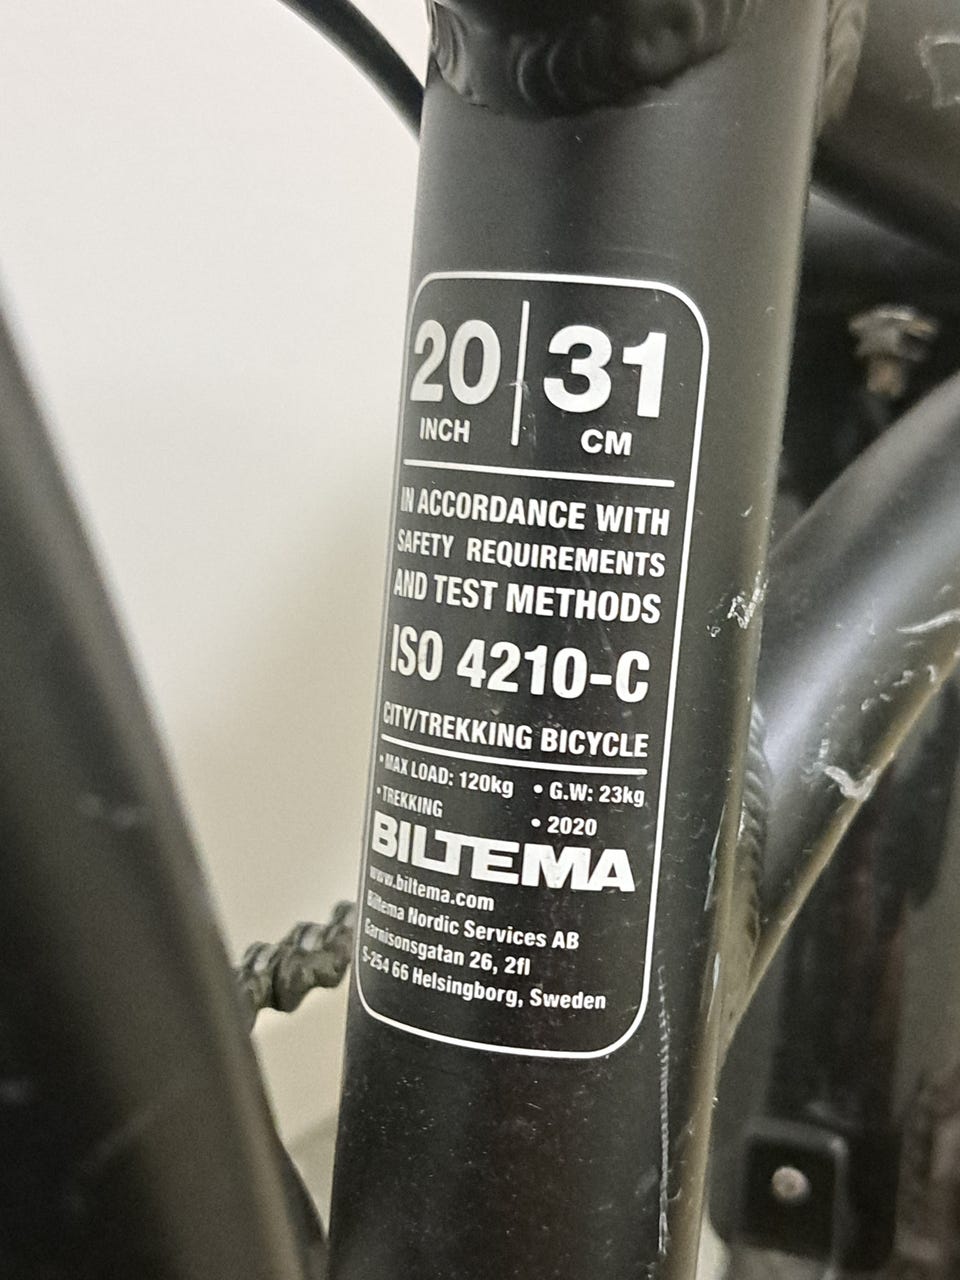 20 | 31
INCH CM
IN ACCORDANCE WITH
SAFETY REQUIREMENTS
AND TEST METHODS
ISO 4210-C
CITY/TREKKING BICYCLE
• MAX LOAD: 120kg • G.W: 23kg
• TREKKING • 2020
BILTEMA
www.biltema.com
Biltema Nordic Services AB
Garnisonsgatan 26, 2fl
S-254 66 Helsingborg, Sweden